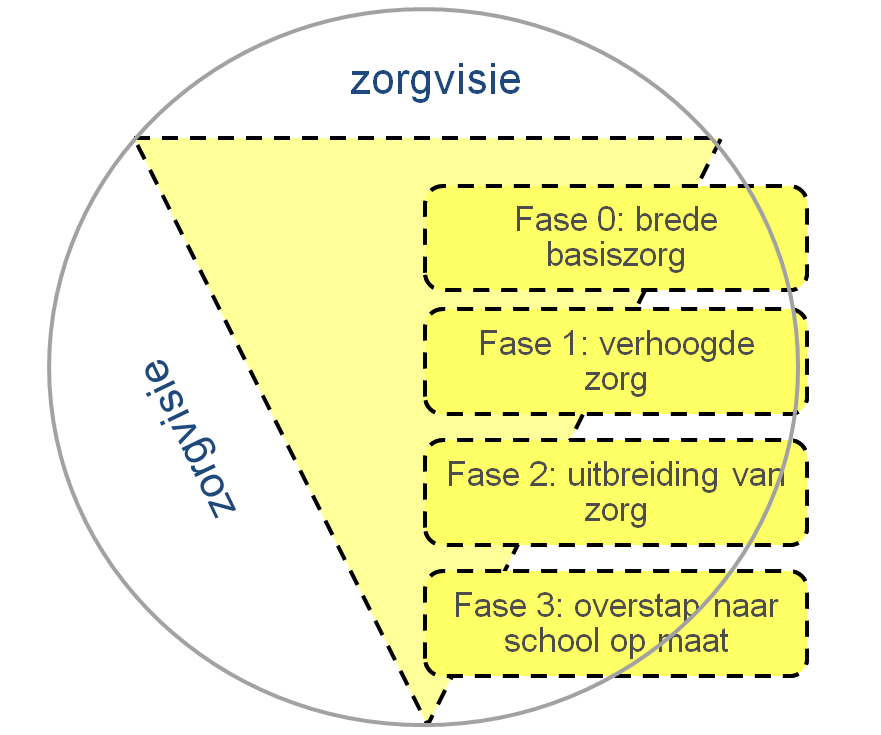 zorgvisie
Fase 0: brede
basiszorg
Fase 1: verhoogde
zorg
zorgvisie
Fase 2: uitbreiding van
zorg
Fase 3: overstap naar
school op maat